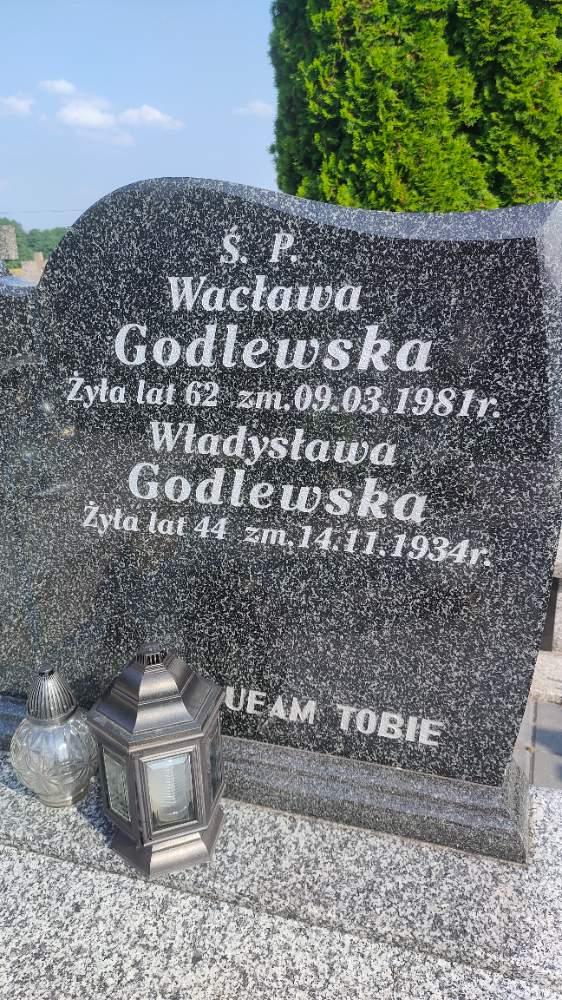 Ś. P.
Wacława
Godlewska
Żyła lat 62 zm.09.03.1981r.
Władysława
Godlewska
Żyła lat 44 zm.14.11.1934r.
TOBIE